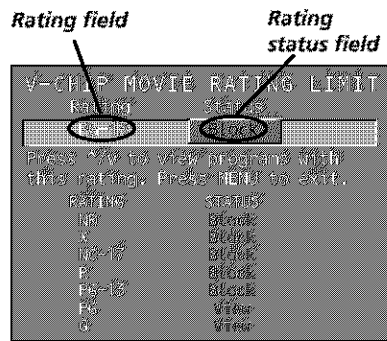 Rating field
Rating status field
V-CHIP MOVIE RATING LIMIT
Rating Status
Block
Press ^/v to view programs with
this rating. Press MENU to exit.
RATING STATUS
NR Block
X Block
NC-17 Block
R Block
PG-13 Block
PG View
G View